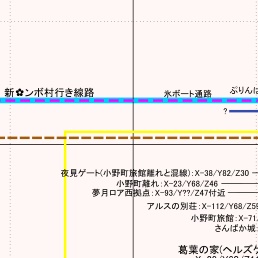 新✿ンボ村行き線路
氷ボート通路
ぷりんは
?
夜見ゲート(小野町旅館離れと混線):X-38/Y82/Z30
小野町離れ:X-23/Y68/Z46
夢月ロア西拠点:X-93/Y??/Z47付近
アルスの別荘:X-112/Y68/Z59
小野町旅館:X-71
さんばか城:
葛葉の家(ヘルズゲ